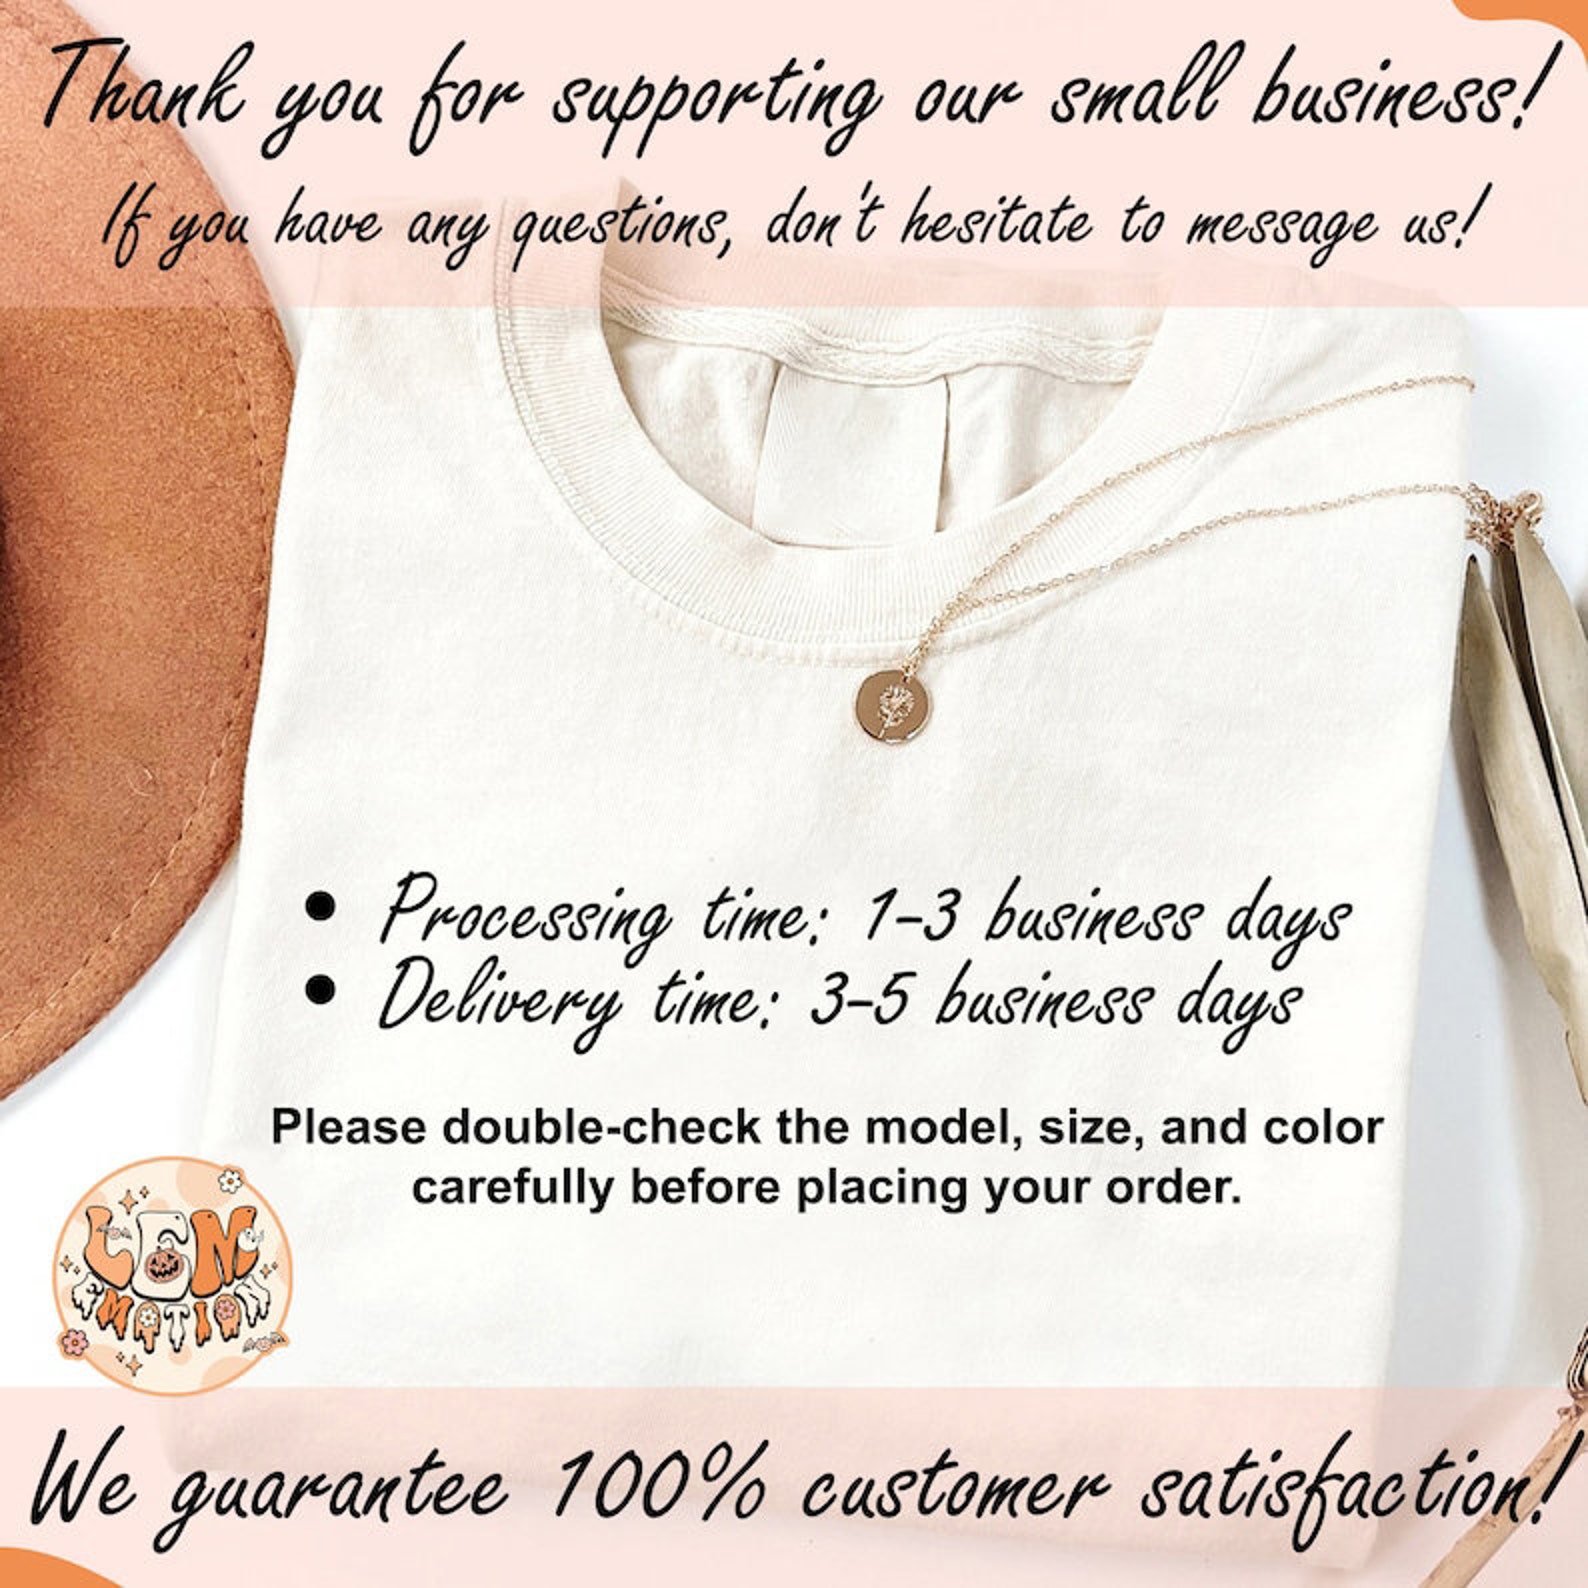 Thank you for supporting our small business!
If you have any questions, don't hesitate to message us!
• Processing time: 1-3 business days
• Delivery time: 3-5 business days
Please double-check the model, size, and color
carefully before placing your order.
LEM
EMOTION
We guarantee 100% customer satisfaction!